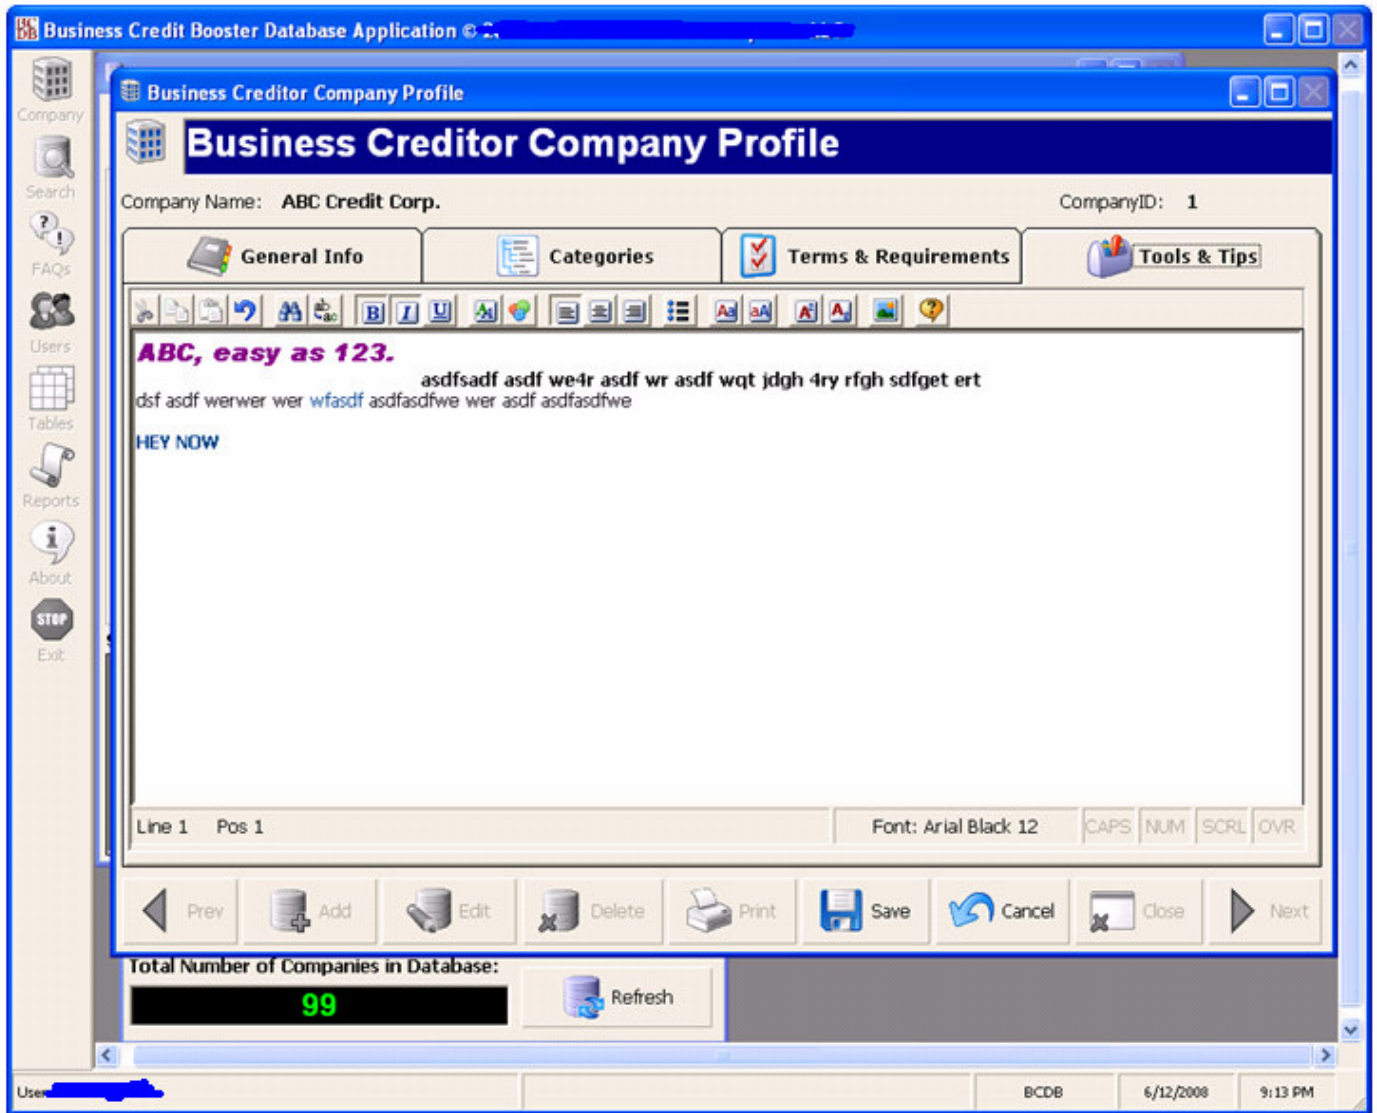 Business Credit Booster Database Application ©
Business Creditor Company Profile
Business Creditor Company Profile
Company Name: ABC Credit Corp. CompanyID: 1
General Info Categories Terms & Requirements Tools & Tips
ABC, easy as 123.
asdfsadf asdf we4r asdf wr asdf wqt jdgh 4ry rfgh sdfget ert
dsf asdf werwer wer wfasdf asdfasdfwe wer asdf asdfasdfwe
HEY NOW
Line 1 Pos 1 Font: Arial Black 12 CAPS NUM SCRL OVR
Prev Add Edit Delete Print Save Cancel Close Next
Total Number of Companies in Database:
99 Refresh
Company
Search
FAQs
Users
Tables
Reports
About
STOP
Exit
User BCDB 6/12/2008 9:13 PM